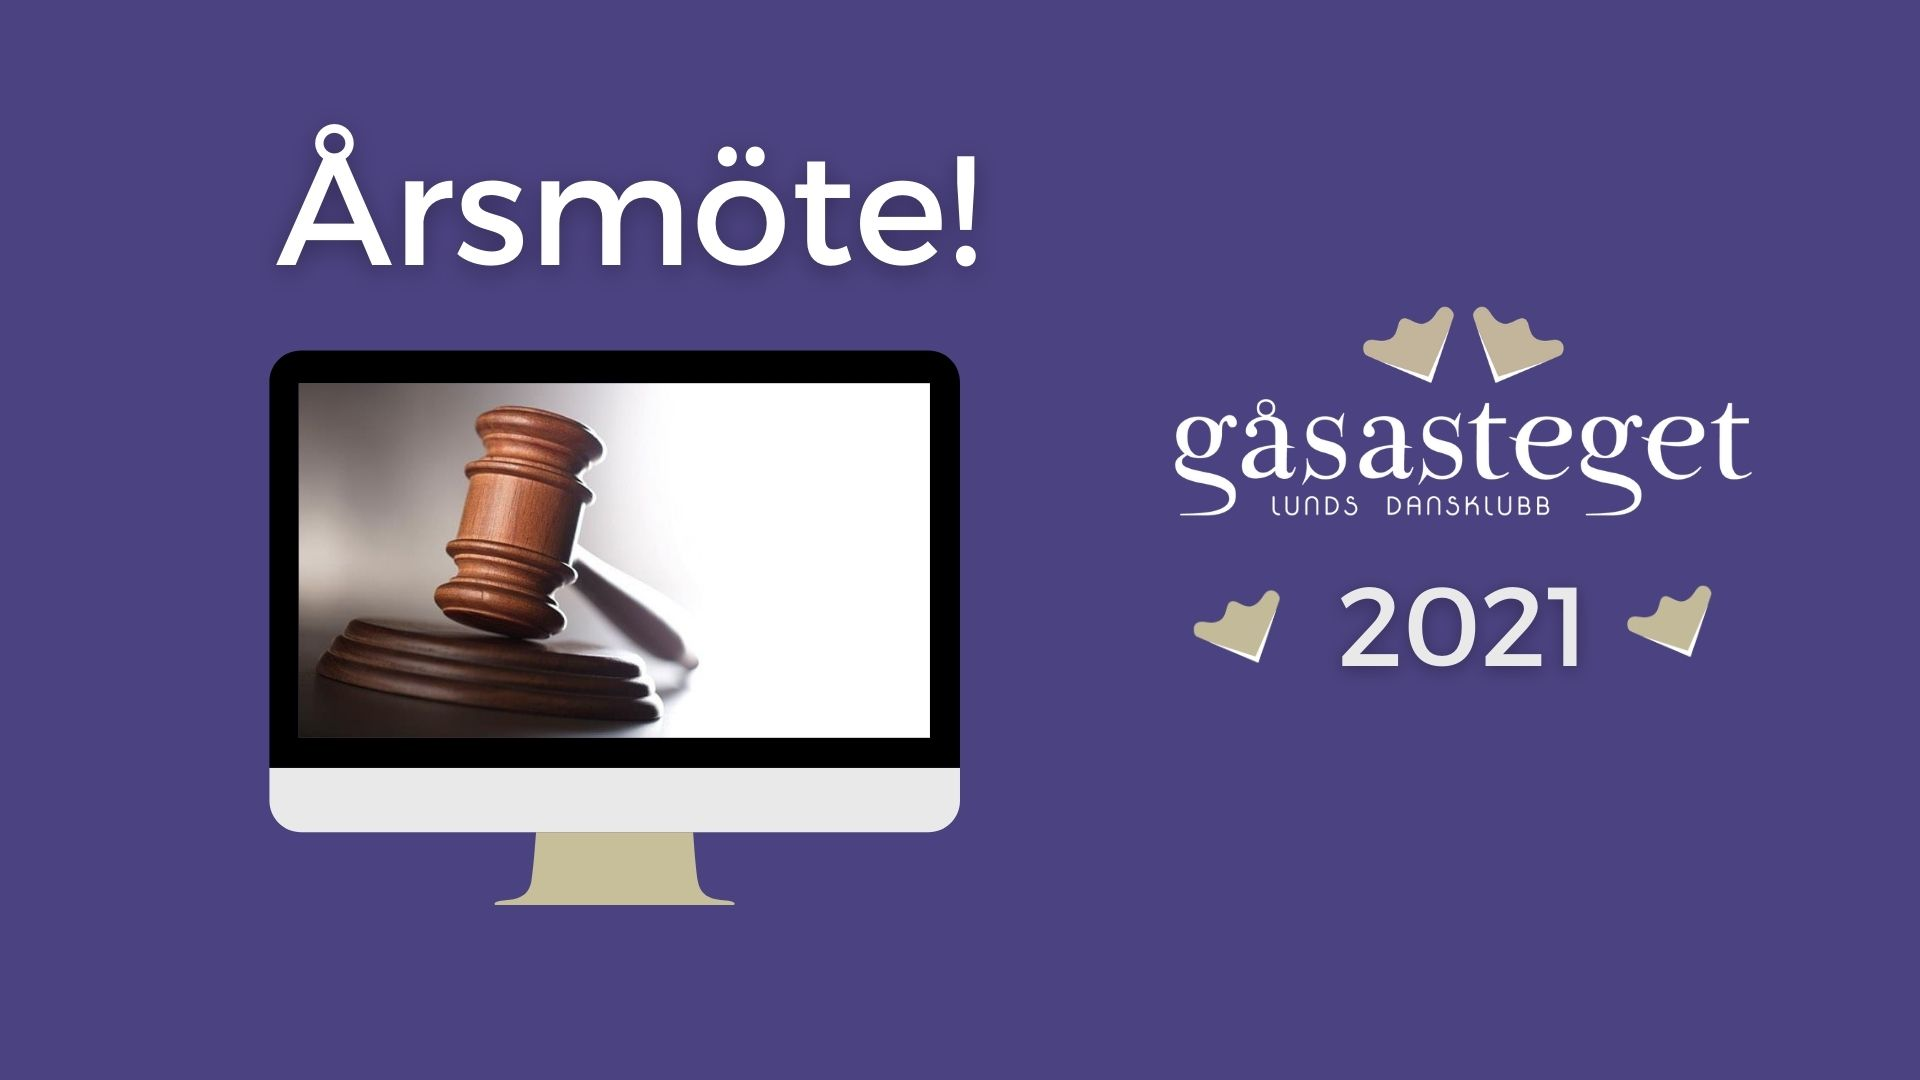 Årsmöte!
gåsasteget
LUNDS DANSKLUBB
2021